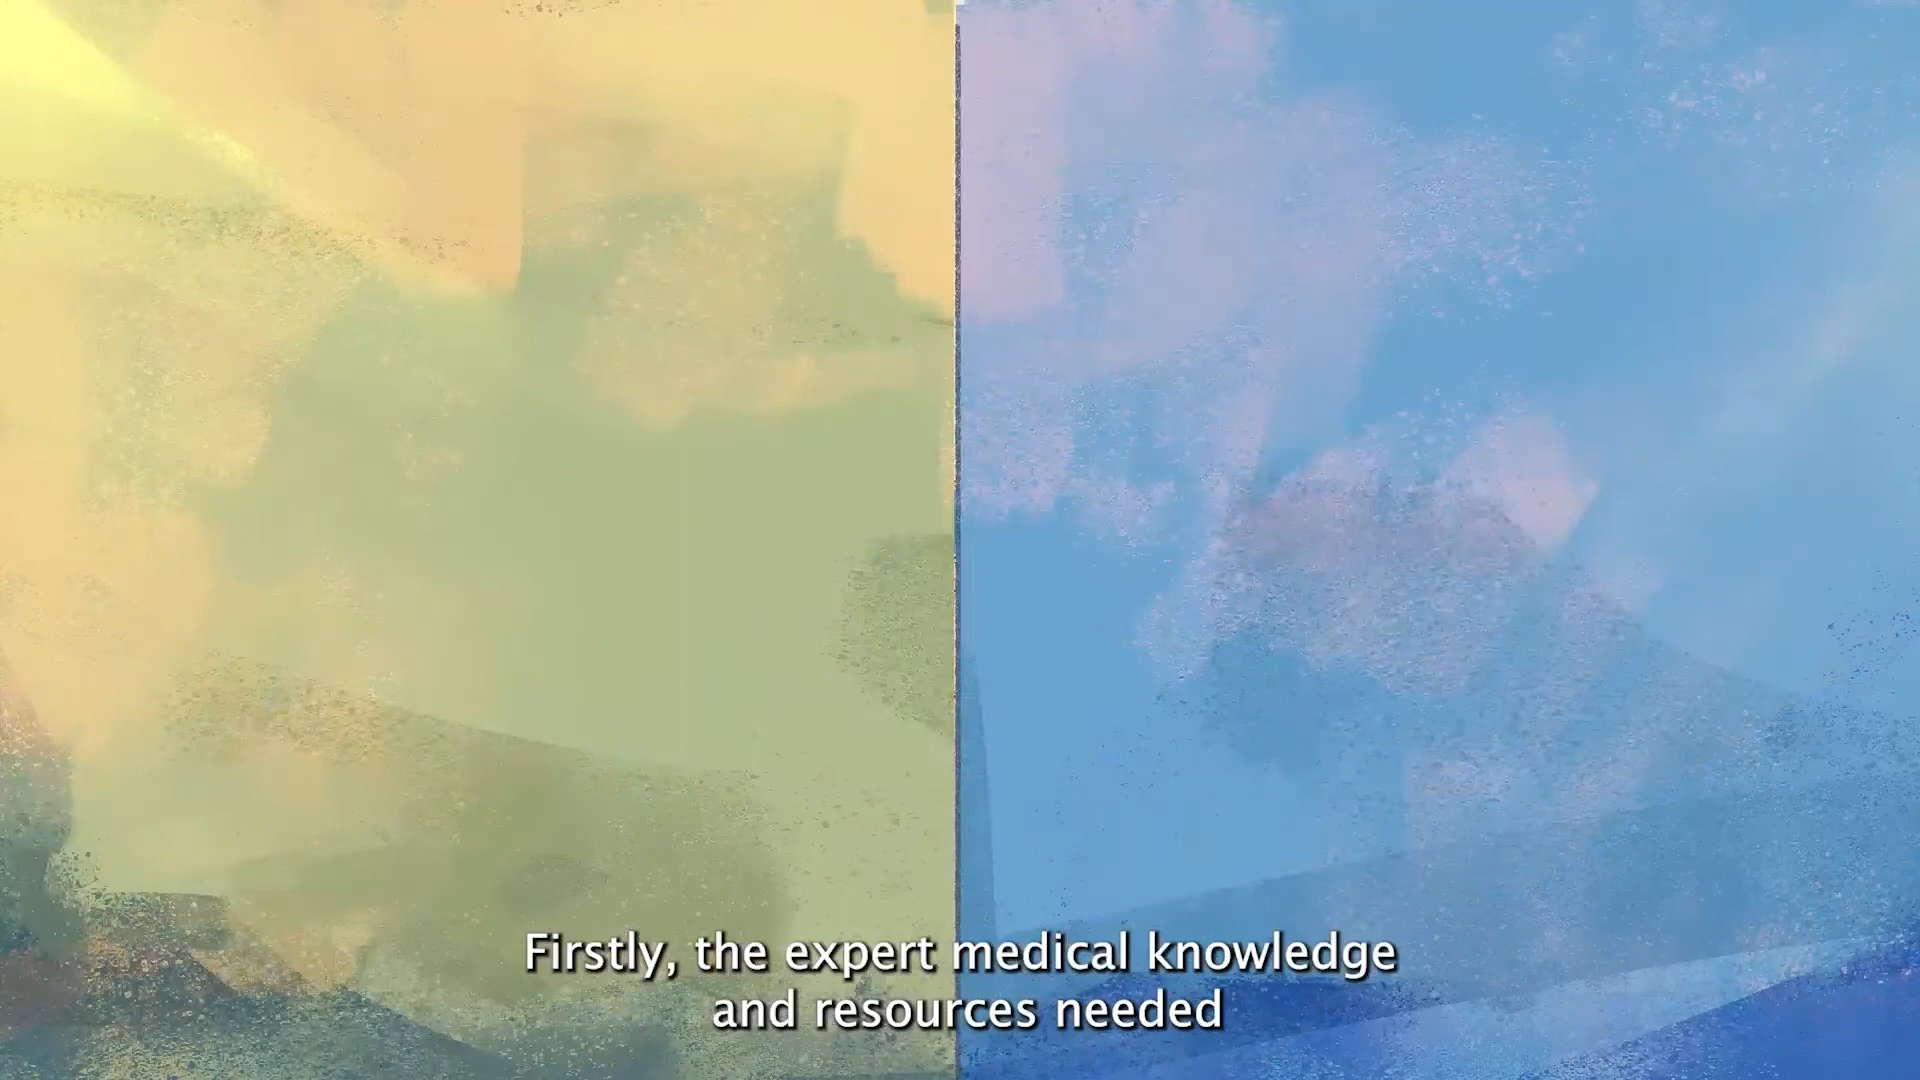 Firstly, the expert medical knowledge
and resources needed